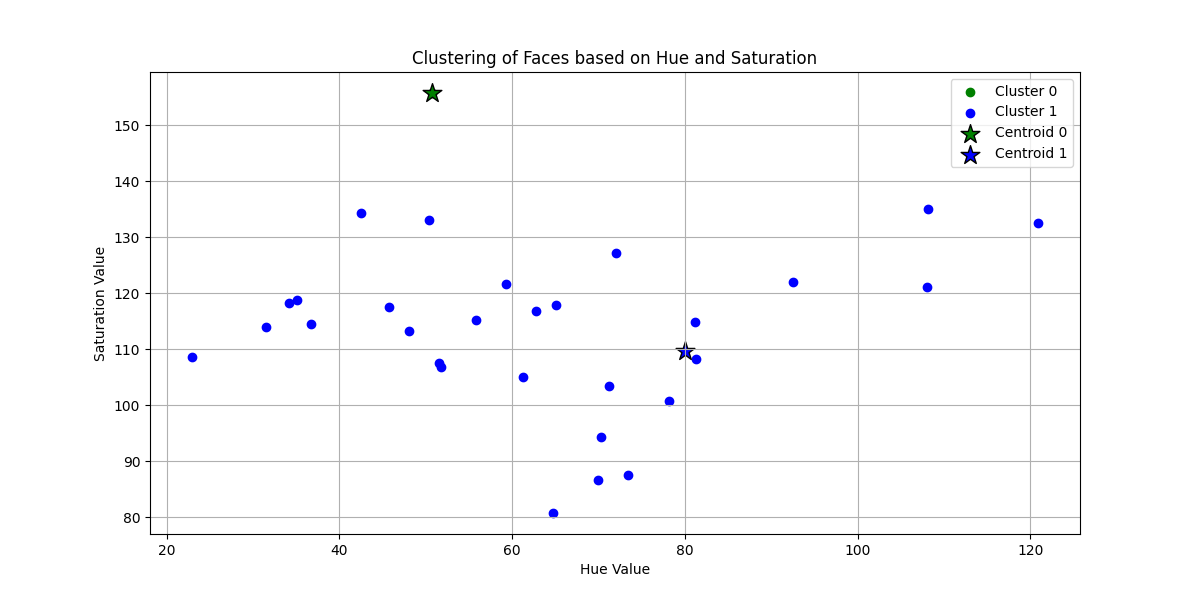 Clustering of Faces based on Hue and Saturation
Cluster 0
Cluster 1
Centroid 0
Centroid 1
150
140
130
120
110
100
90
80
Saturation Value
20 40 60 80 100 120
Hue Value